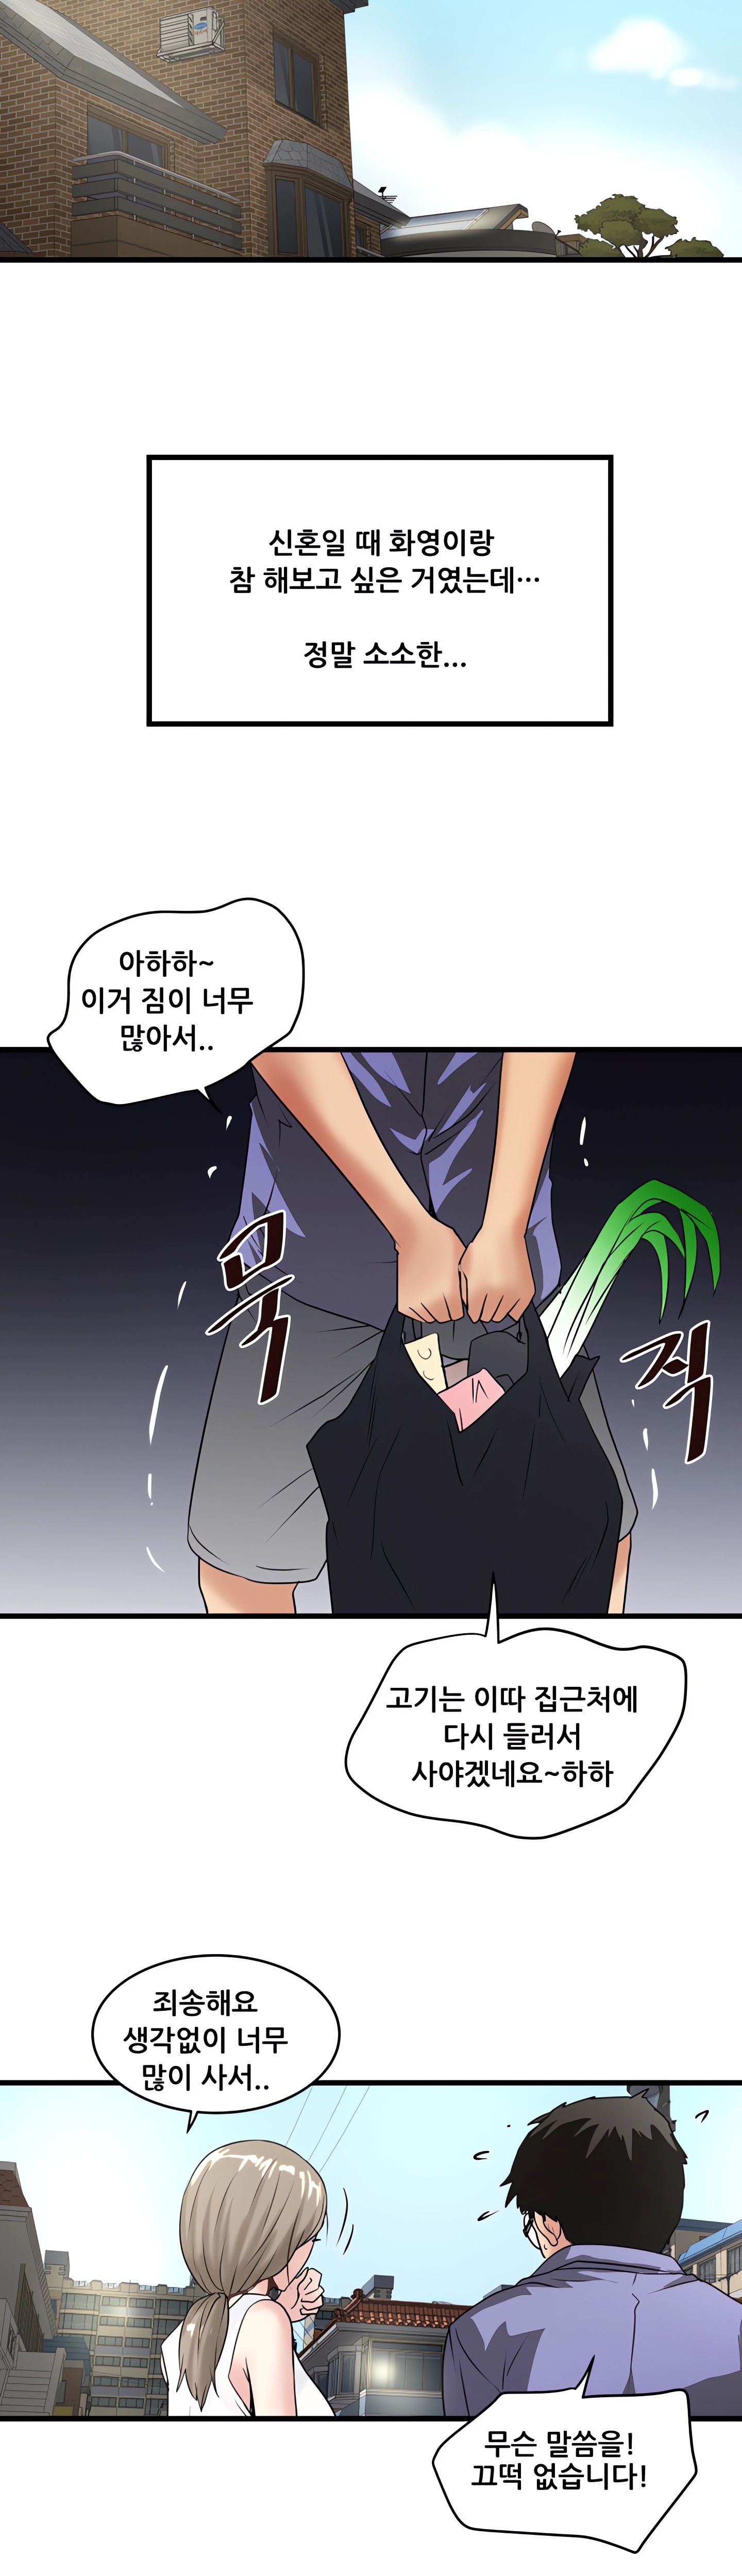 신혼일 때 화영이랑
참 해보고 싶은 거였는데…
정말 소소한...
아하하~
이거 짐이 너무
많아서..
묵
직
고기는 이따 집근처에
다시 들러서
사야겠네요~하하
죄송해요
생각없이 너무
많이 사서..
무슨 말씀을!
끄떡 없습니다!